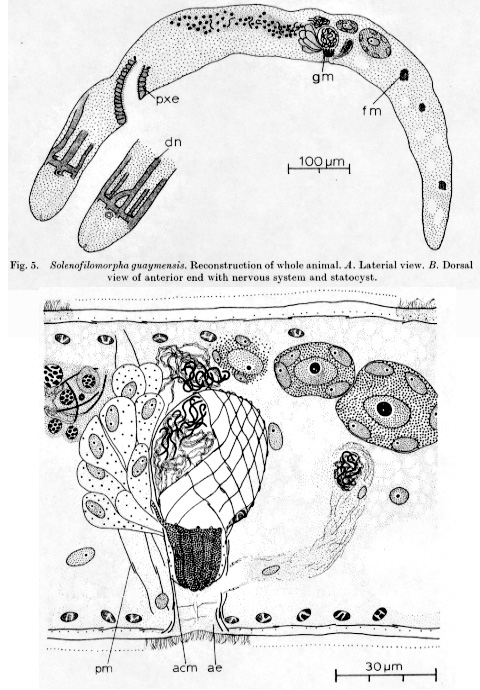 gm
fm
pxe
dn
100 µm
Fig. 5. Solenofilomorpha guaymensis. Reconstruction of whole animal. A. Laterial view. B. Dorsal
view of anterior end with nervous system and statocyst.
pm
acm
ae
30 µm